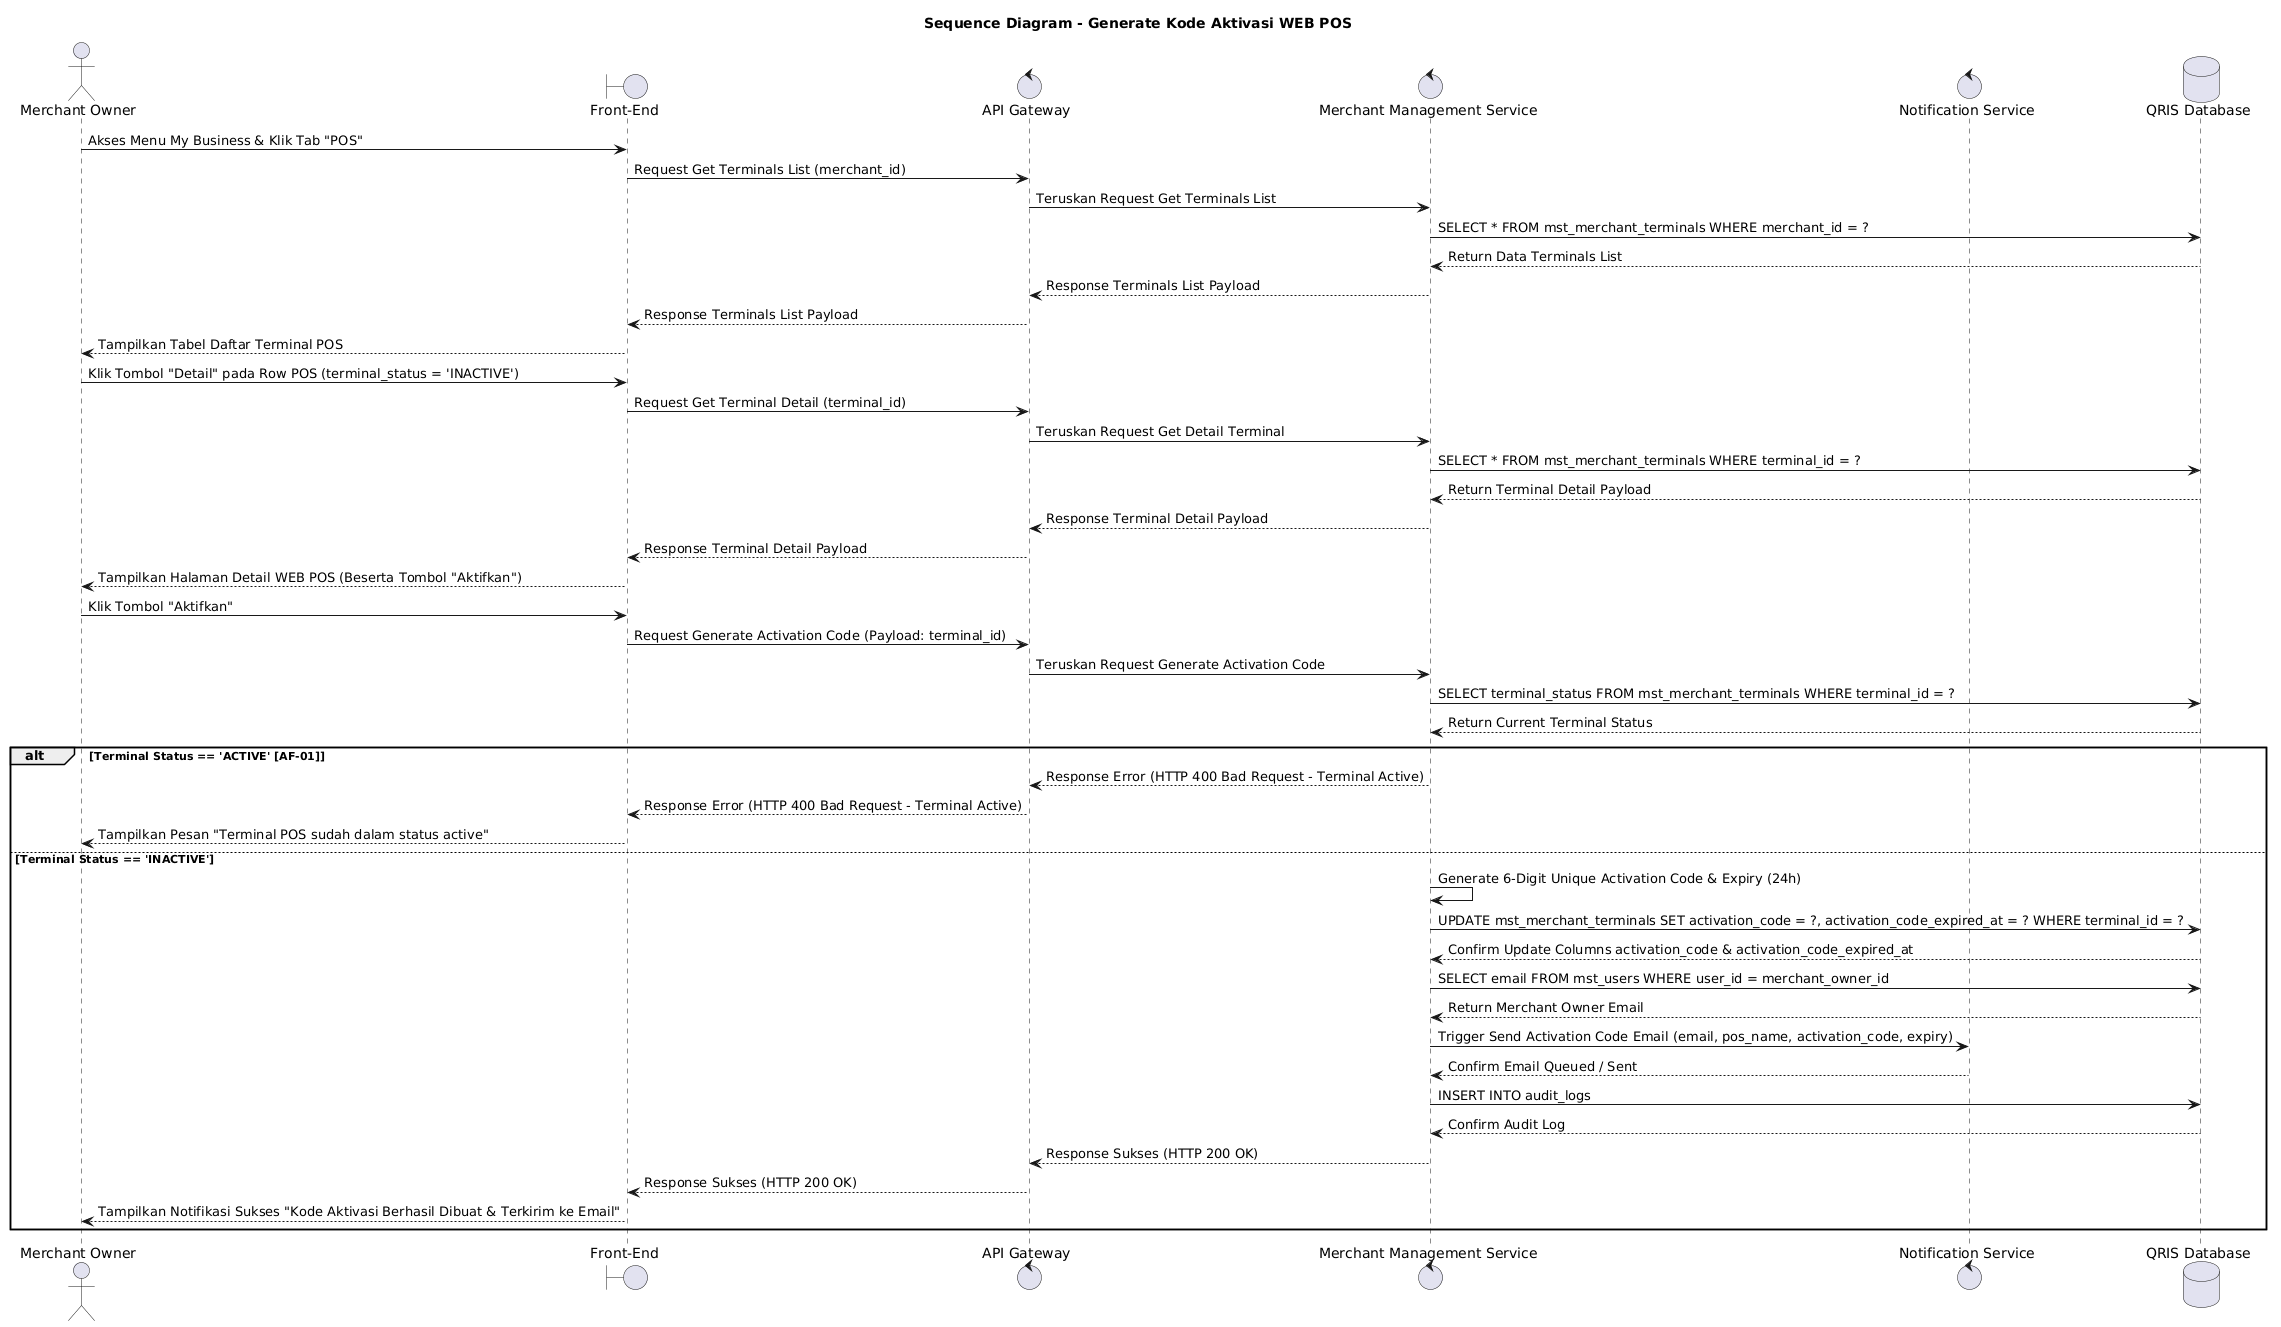 Sequence Diagram - Generate Kode Aktivasi WEB POS
Merchant Owner
Front-End
API Gateway
Merchant Management Service
Notification Service
QRIS Database
Akses Menu My Business & Klik Tab "POS"
Request Get Terminals List (merchant_id)
Teruskan Request Get Terminals List
SELECT * FROM mst_merchant_terminals WHERE merchant_id = ?
Return Data Terminals List
Response Terminals List Payload
Response Terminals List Payload
Tampilkan Tabel Daftar Terminal POS
Klik Tombol "Detail" pada Row POS (terminal_status = 'INACTIVE')
Request Get Terminal Detail (terminal_id)
Teruskan Request Get Detail Terminal
SELECT * FROM mst_merchant_terminals WHERE terminal_id = ?
Return Terminal Detail Payload
Response Terminal Detail Payload
Response Terminal Detail Payload
Tampilkan Halaman Detail WEB POS (Beserta Tombol "Aktifkan")
Klik Tombol "Aktifkan"
Request Generate Activation Code (Payload: terminal_id)
Teruskan Request Generate Activation Code
SELECT terminal_status FROM mst_merchant_terminals WHERE terminal_id = ?
Return Current Terminal Status
alt [Terminal Status == 'ACTIVE' [AF-01]]
Response Error (HTTP 400 Bad Request - Terminal Active)
Response Error (HTTP 400 Bad Request - Terminal Active)
Tampilkan Pesan "Terminal POS sudah dalam status active"
[Terminal Status == 'INACTIVE']
Generate 6-Digit Unique Activation Code & Expiry (24h)
UPDATE mst_merchant_terminals SET activation_code = ?, activation_code_expired_at = ? WHERE terminal_id = ?
Confirm Update Columns activation_code & activation_code_expired_at
SELECT email FROM mst_users WHERE user_id = merchant_owner_id
Return Merchant Owner Email
Trigger Send Activation Code Email (email, pos_name, activation_code, expiry)
Confirm Email Queued / Sent
INSERT INTO audit_logs
Confirm Audit Log
Response Sukses (HTTP 200 OK)
Response Sukses (HTTP 200 OK)
Tampilkan Notifikasi Sukses "Kode Aktivasi Berhasil Dibuat & Terkirim ke Email"
Merchant Owner
Front-End
API Gateway
Merchant Management Service
Notification Service
QRIS Database